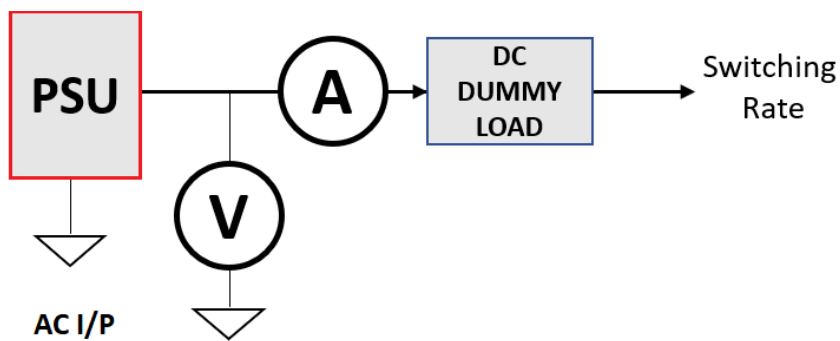 PSU
A
DC
DUMMY
LOAD
Switching
Rate
V
AC I/P